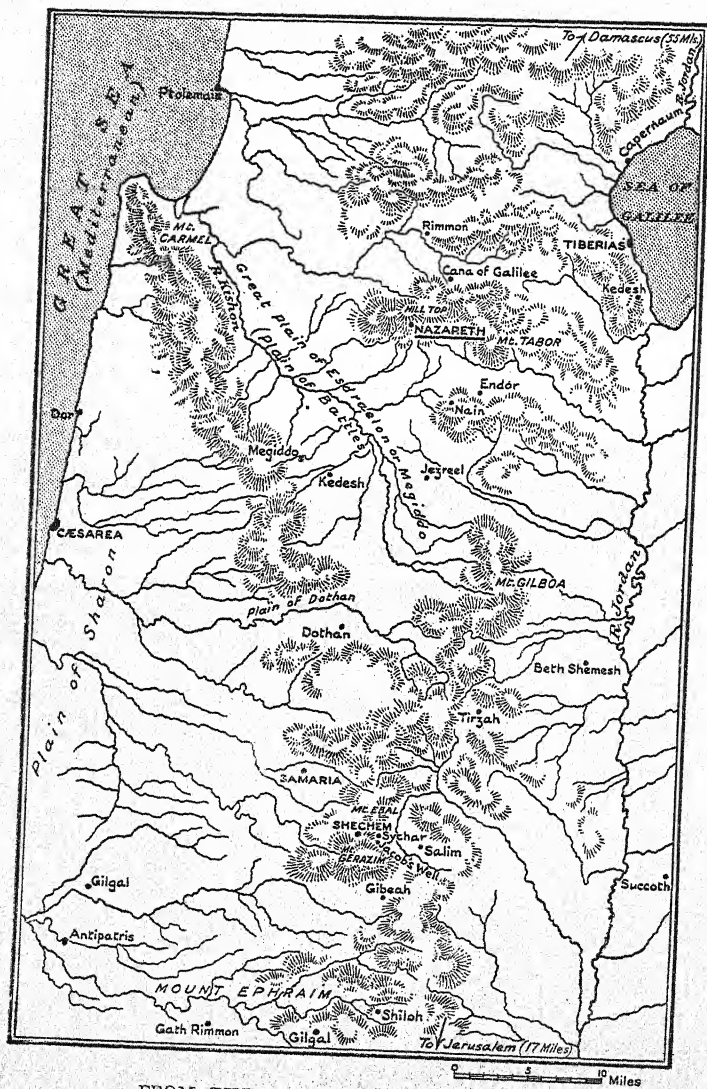 To Damascus (55 Mls.
GREAT SEA
(Mediterranean)
Ptolemais
R. Jordan
Capernaum
SEA OF
GALILEE
Mt.
CARMEL
Rimmon
TIBERIAS
R. Kishon
Cana of Galilee
Kedesh
Great plain of Esdraelon or Megiddo
(Plain of Battles)
HILL TOP
NAZARETH
Mt. TABOR
Endor
Nain
Dor
Megiddo
Kedesh
Jezreel
CÆSAREA
Mt. GILBOA
Plain of Dothan
R. Jordan
Plain of Sharon
Dothan
Beth Shemesh
Tirzah
SAMARIA
Mt. EBAL
SHECHEM
Sychar
GERAZIM
Jacobs Well
Salim
Gilgal
Gibeah
Succoth
Antipatris
MOUNT EPHRAIM
Shiloh
Gath Rimmon
Gilgal
To Jerusalem (17 Miles)
0 5 10 Miles